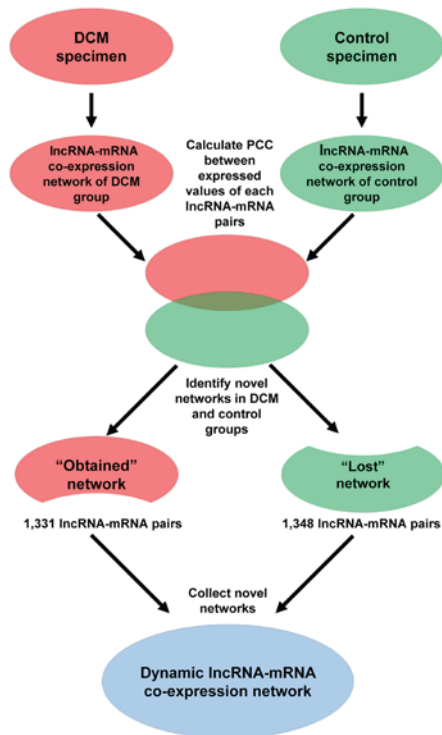 DCM
specimen
Control
specimen
lncRNA-mRNA
co-expression
network of DCM
group
Calculate PCC
between
expressed
values of each
lncRNA-mRNA
pairs
lncRNA-mRNA
co-expression
network of control
group
Identify novel
networks in DCM
and control
groups
“Obtained”
network
“Lost”
network
1,331 lncRNA-mRNA pairs
1,348 lncRNA-mRNA pairs
Collect novel
networks
Dynamic lncRNA-mRNA
co-expression network